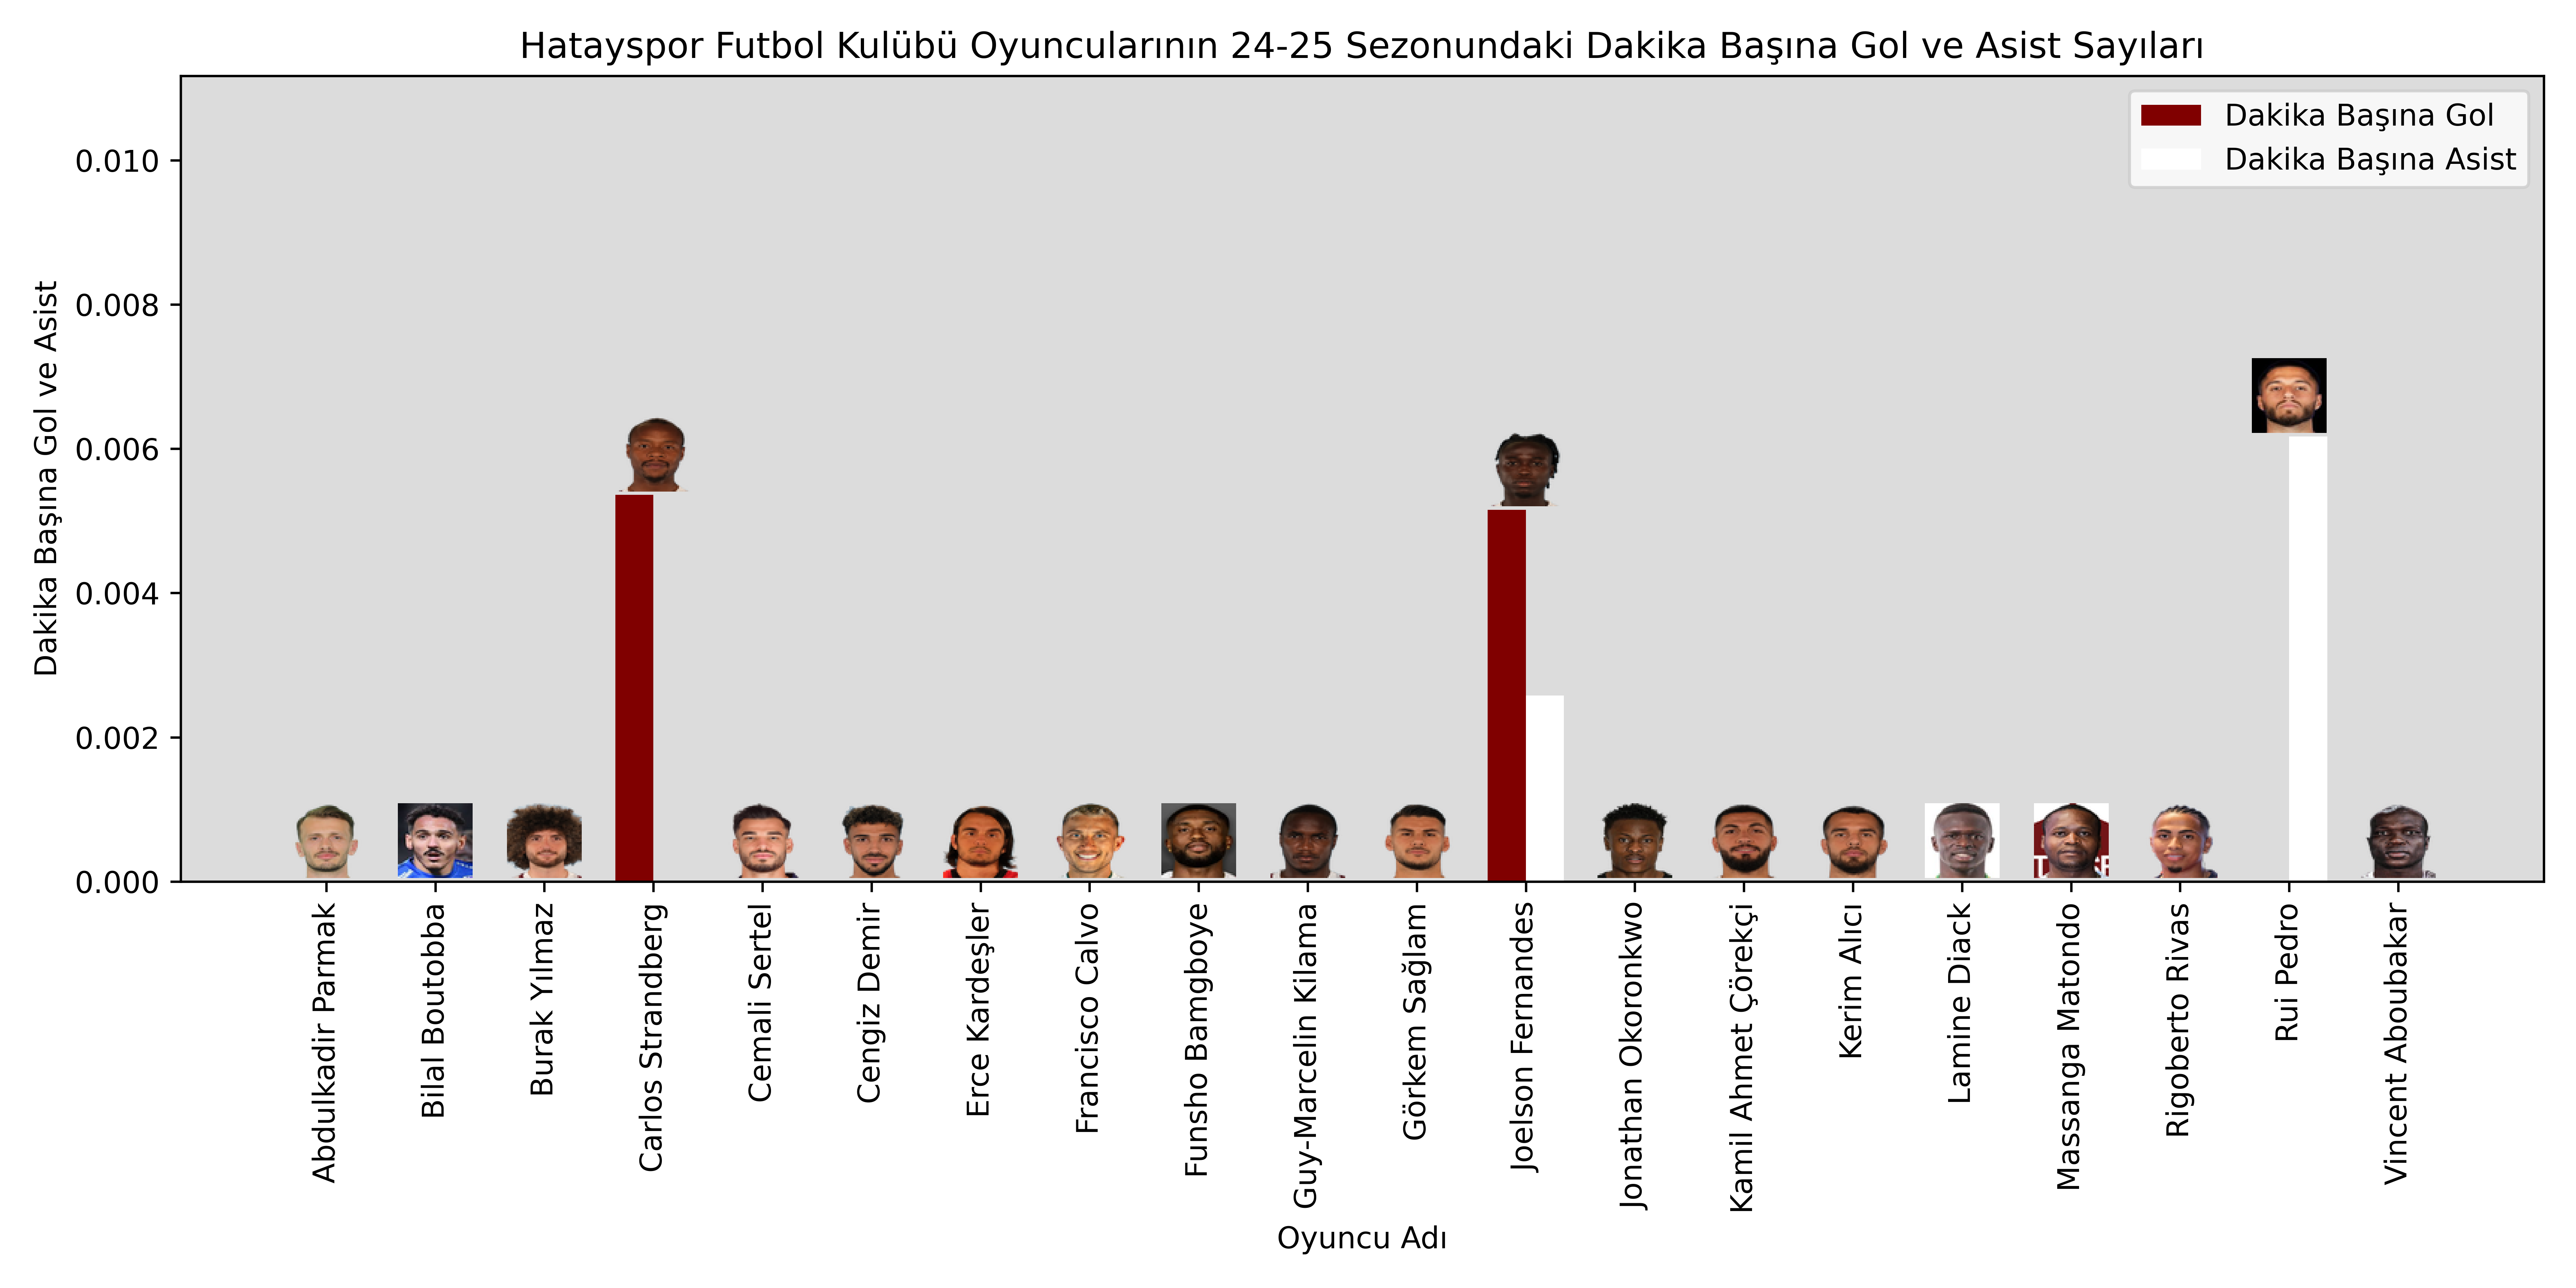 Hatayspor Futbol Kulübü Oyuncularının 24-25 Sezonundaki Dakika Başına Gol ve Asist Sayıları
Dakika Başına Gol
Dakika Başına Asist
Dakika Başına Gol ve Asist
0.010
0.008
0.006
0.004
0.002
0.000
Abdulkadir Parmak
Bilal Boutobba
Burak Yılmaz
Carlos Strandberg
Cemali Sertel
Cengiz Demir
Erce Kardeşler
Francisco Calvo
Funsho Bamgboye
Guy-Marcelin Kilama
Görkem Sağlam
Joelson Fernandes
Jonathan Okoronkwo
Kamil Ahmet Çörekçi
Kerim Alıcı
Lamine Diack
Massanga Matondo
Rigoberto Rivas
Rui Pedro
Vincent Aboubakar
Oyuncu Adı